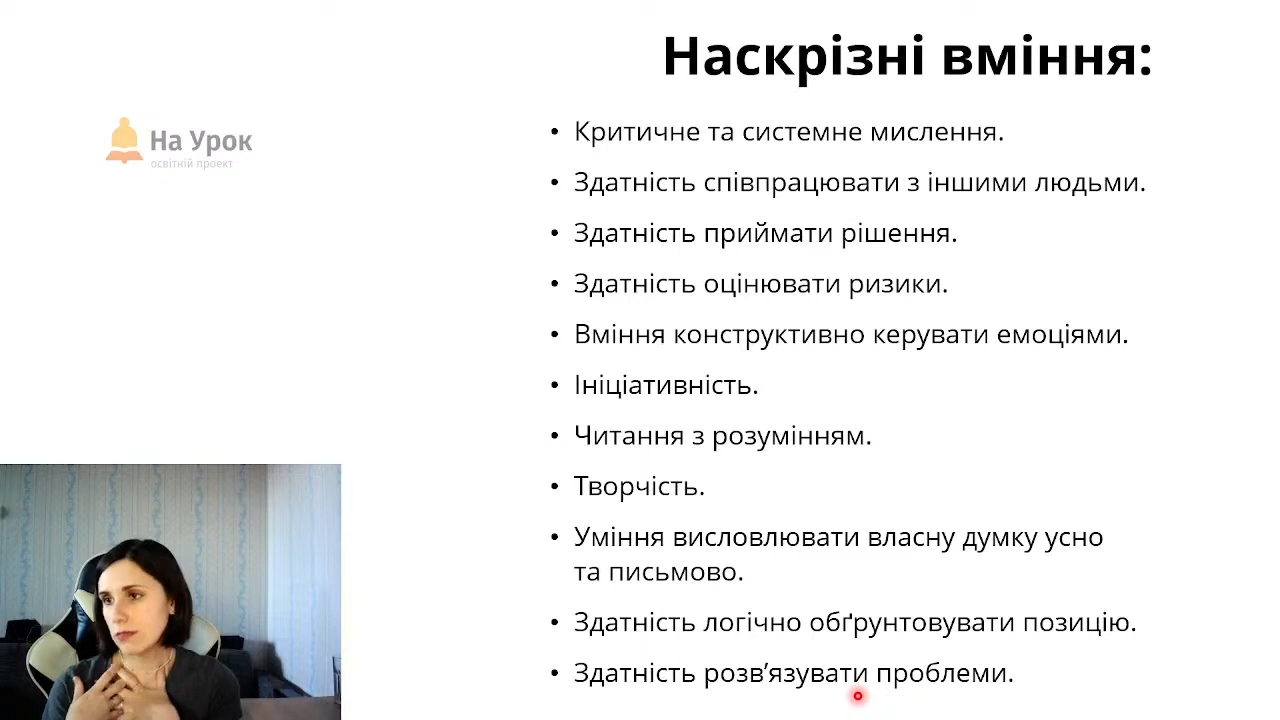 Наскрізні вміння:
На Урок
освітній проект
• Критичне та системне мислення.
• Здатність співпрацювати з іншими людьми.
• Здатність приймати рішення.
• Здатність оцінювати ризики.
• Вміння конструктивно керувати емоціями.
• Ініціативність.
• Читання з розумінням.
• Творчість.
• Уміння висловлювати власну думку усно
та письмово.
• Здатність логічно обґрунтовувати позицію.
• Здатність розв’язувати проблеми.